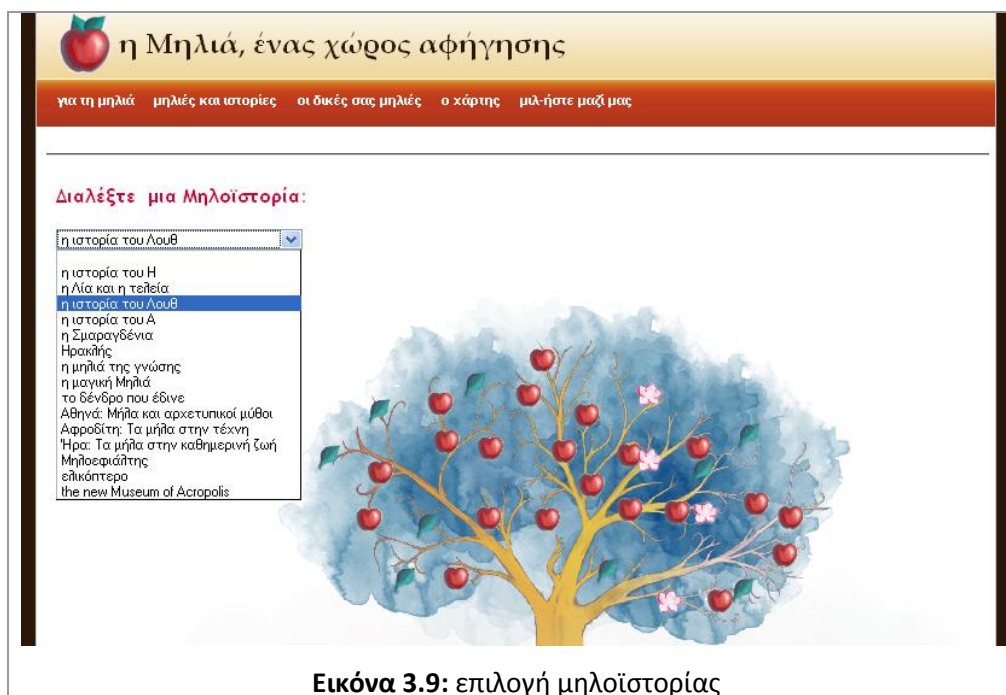 η Μηλιά, ένας χώρος αφήγησης
για τη μηλιά μηλιές και ιστορίες οι δικές σας μηλιές ο χάρτης μιλ-ήστε μαζί μας
Διαλέξτε μια Μηλοϊστορία:
η ιστορία του Λουθ
η ιστορία του Η
η Λία και η τελεία
η ιστορία του Λουθ
η ιστορία του Α
η Σμαραγδένια
Ηρακλής
η μηλιά της γνώσης
η μαγική Μηλιά
το δένδρο που έδινε
Αθηνά: Μήλα και αρχετυπικοί μύθοι
Αφροδίτη: Τα μήλα στην τέχνη
Ήρα: Τα μήλα στην καθημερινή ζωή
Μηλοεφιάλτης
ελικόπτερο
the new Museum of Acropolis
Εικόνα 3.9: επιλογή μηλοϊστορίας